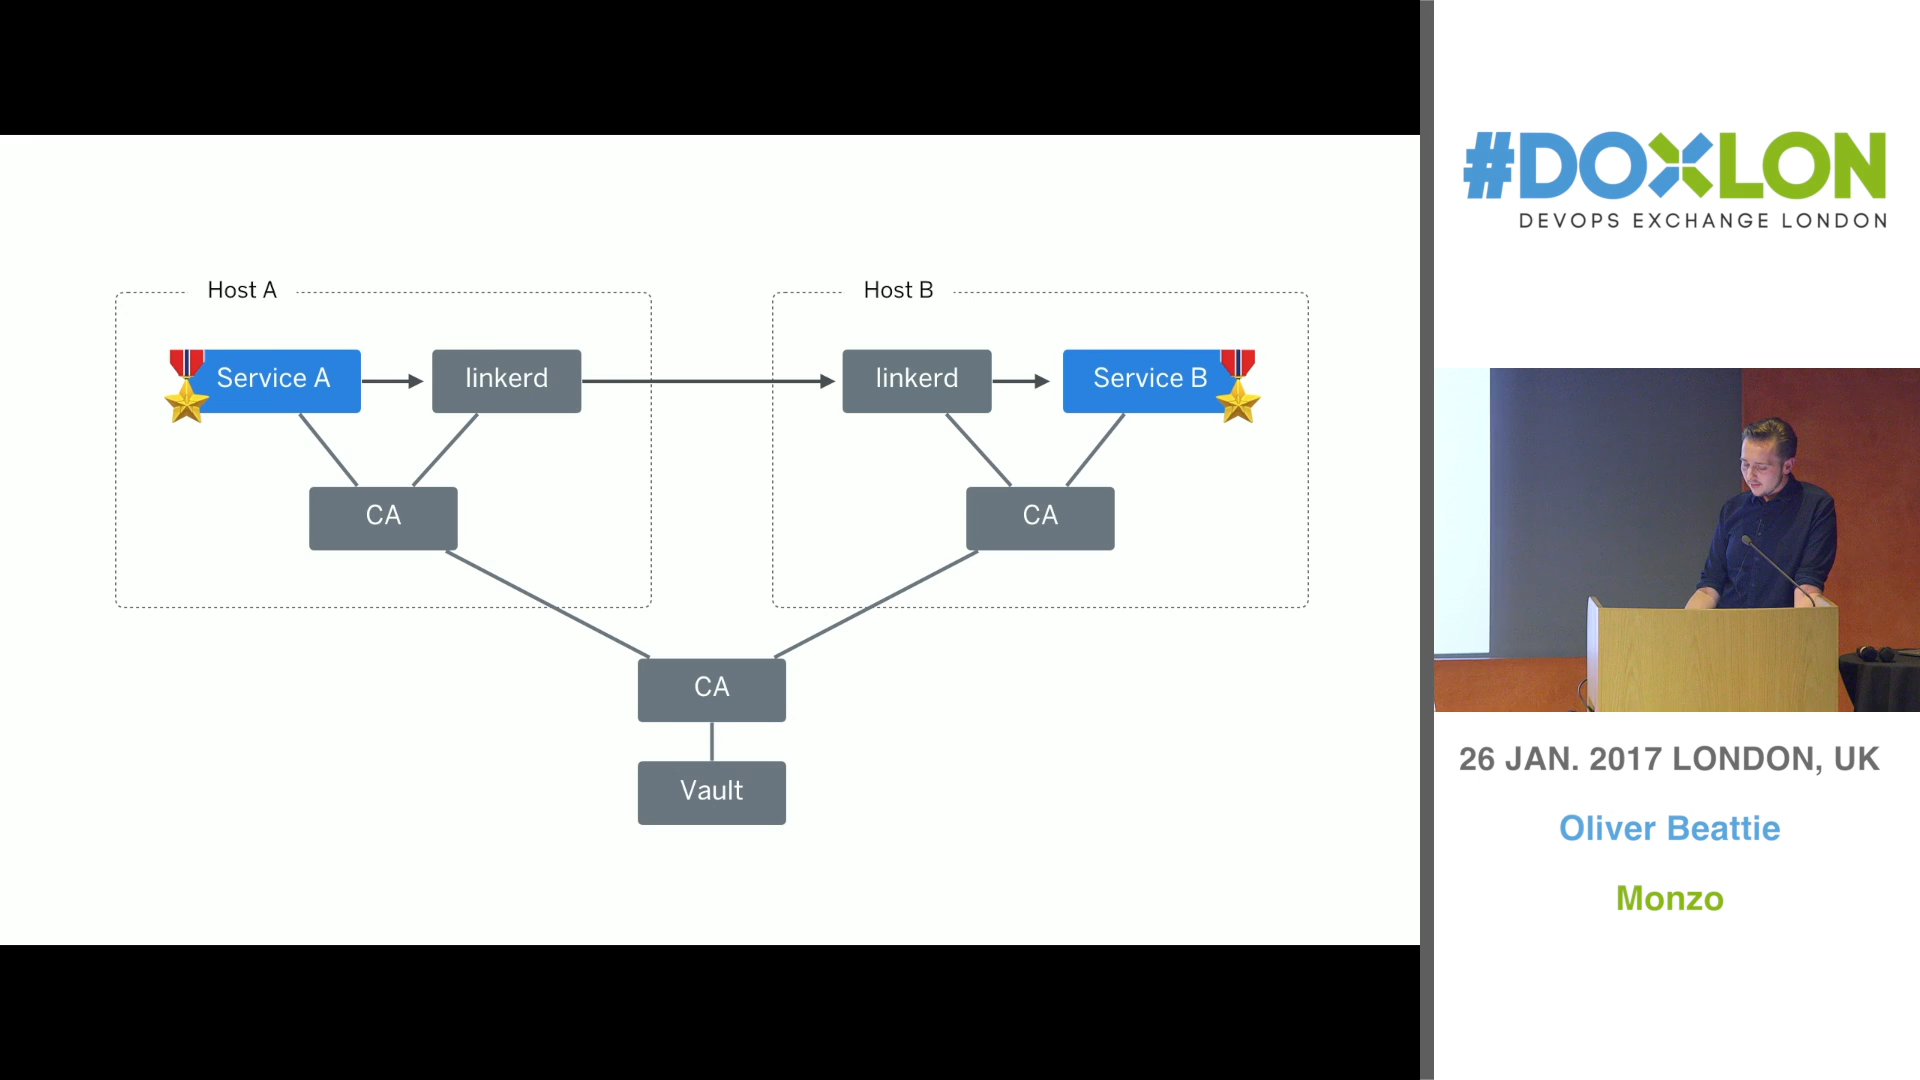 Host A
Service A
linkerd
CA
Host B
linkerd
Service B
CA
CA
Vault
#DOXLON
DEVOPS EXCHANGE LONDON
26 JAN. 2017 LONDON, UK
Oliver Beattie
Monzo